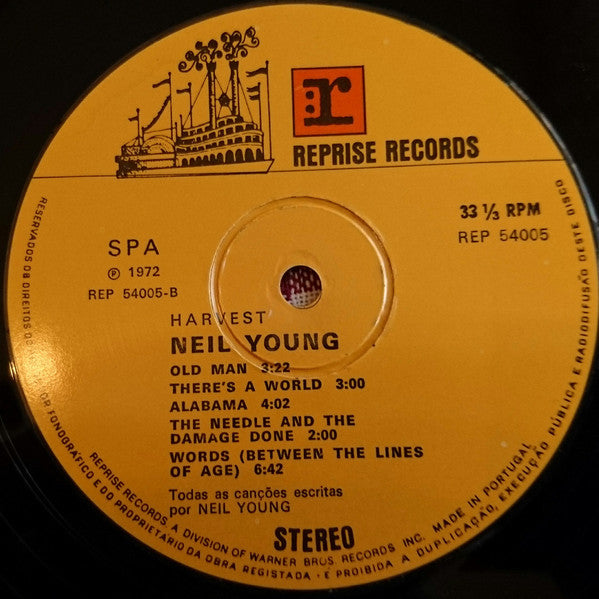 r
REPRISE RECORDS
33 ⅓ RPM
REP 54005
SPA
℗ 1972
REP 54005-B
HARVEST
NEIL YOUNG
OLD MAN 3:22
THERE'S A WORLD 3:00
ALABAMA 4:02
THE NEEDLE AND THE
DAMAGE DONE 2:00
WORDS (BETWEEN THE LINES
OF AGE) 6:42
Todas as canções escritas
por NEIL YOUNG
STEREO
REPRISE RECORDS, A DIVISION OF WARNER BROS. RECORDS INC. MADE IN PORTUGAL
RESERVADOS OS DIREITOS DO
OR FONOGRÁFICO E DO PROPRIETÁRIO DA OBRA REGISTADA · É PROIBIDA A DUPLICAÇÃO, EXECUÇÃO PÚBLICA E RADIODIFUSÃO DESTE DISCO